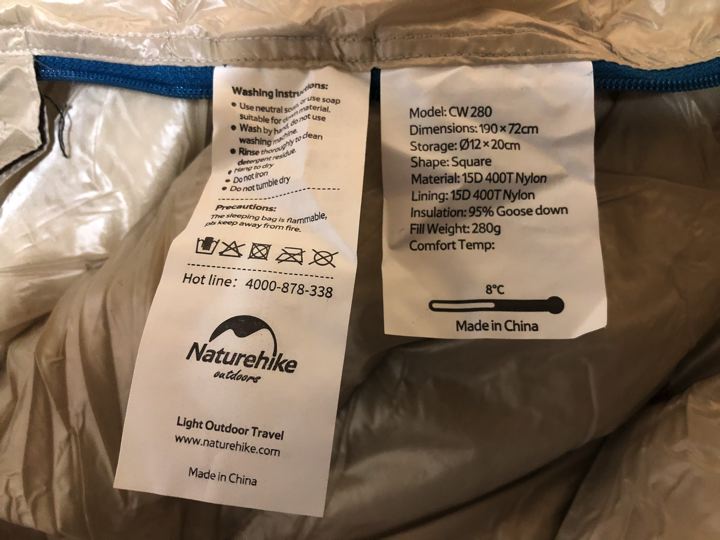 Washing Instructions:
• Use neutral soap or use soap
suitable for down material.
• Wash by hand, do not use
washing machine.
• Rinse thoroughly to clean
detergent residue.
• Hang to dry
• Do not iron
• Do not tumble dry
Precautions:
The sleeping bag is flammable,
pls keep away from fire.
Hot line: 4000-878-338
Naturehike
outdoors
Light Outdoor Travel
www.naturehike.com
Made in China
Model: CW 280
Dimensions: 190×72cm
Storage: Ø12×20cm
Shape: Square
Material: 15D 400T Nylon
Lining: 15D 400T Nylon
Insulation: 95% Goose down
Fill Weight: 280g
Comfort Temp:
8°C
Made in China